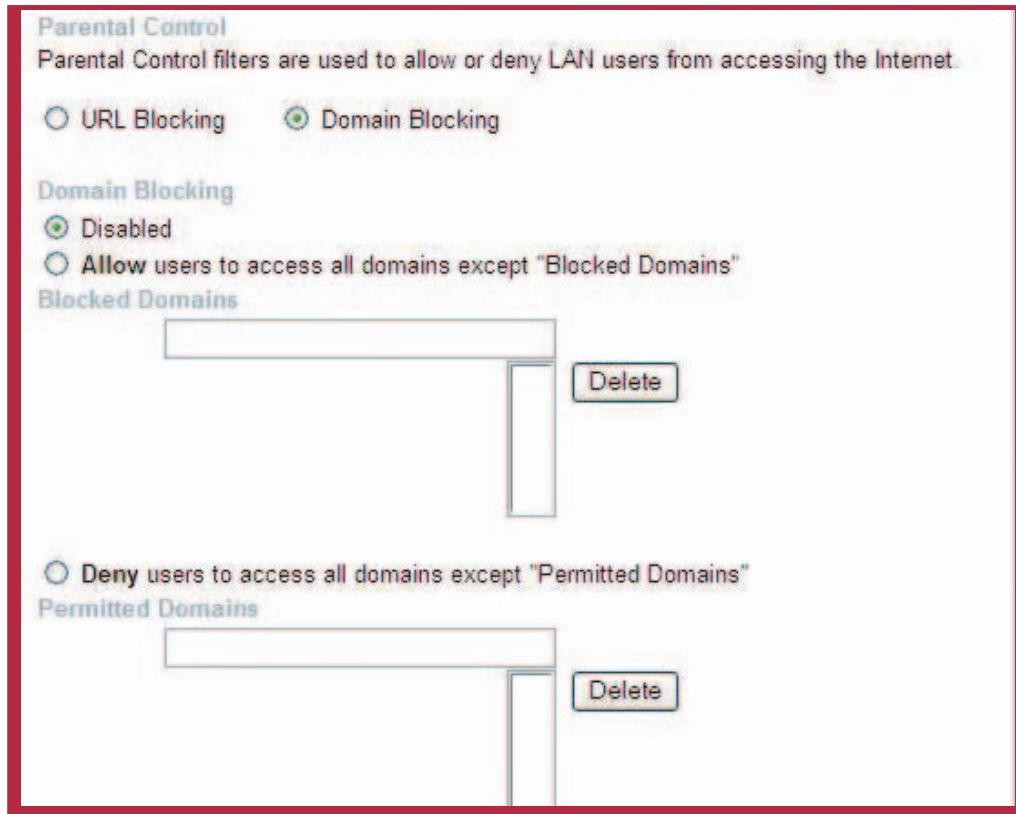 Parental Control
Parental Control filters are used to allow or deny LAN users from accessing the Internet.
URL Blocking Domain Blocking
Domain Blocking
Disabled
Allow users to access all domains except "Blocked Domains"
Blocked Domains
Delete
Deny users to access all domains except "Permitted Domains"
Permitted Domains
Delete